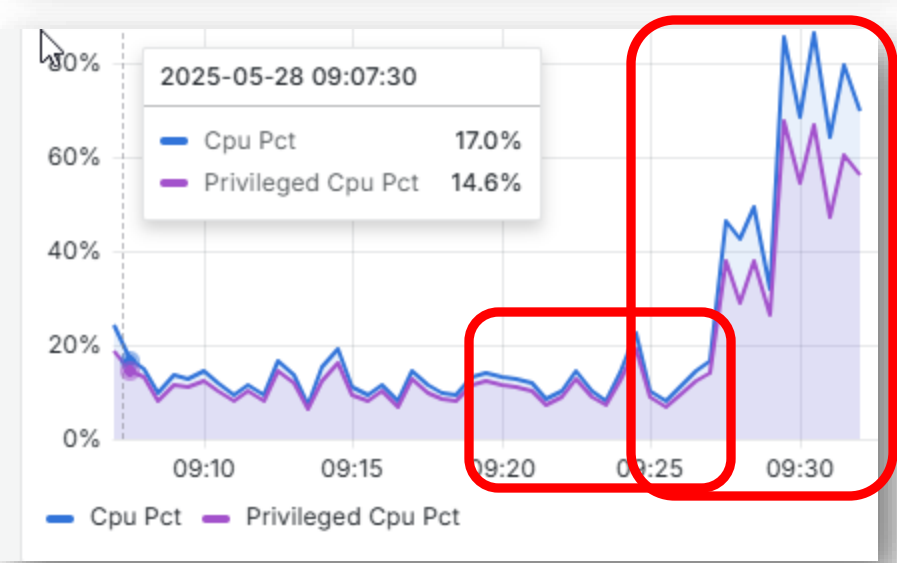 80%
2025-05-28 09:07:30
Cpu Pct 17.0%
60%
Privileged Cpu Pct 14.6%
40%
20%
0%
09:10 09:15 09:20 09:25 09:30
Cpu Pct Privileged Cpu Pct